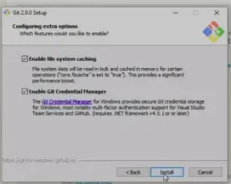 Git 2.8.0 Setup
Configuring extra options
Which features would you like to enable?
Enable file system caching
File system data will be read in bulk and cached in memory for certain
operations ("core.fscache" is set to "true"). This provides a significant
performance boost.
Enable Git Credential Manager
The Git Credential Manager for Windows provides secure Git credential storage
for Windows, most notably multi-factor authentication support for Visual Studio
Team Services and GitHub. (requires .NET framework v4.5.1 or or later)
https://git-for-windows.github.io/
< Back
Install
Cancel